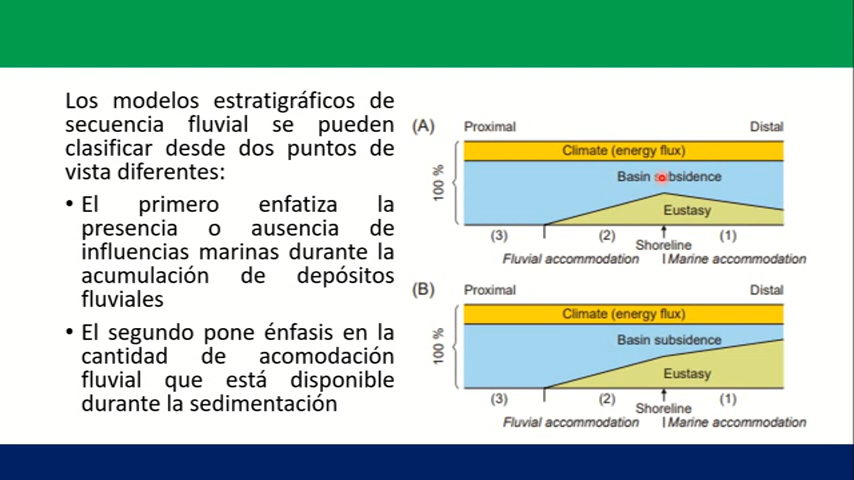 Los modelos estratigráficos de
secuencia fluvial se pueden
clasificar desde dos puntos de
vista diferentes:
• El primero enfatiza la
presencia o ausencia de
influencias marinas durante la
acumulación de depósitos
fluviales
• El segundo pone énfasis en la
cantidad de acomodación
fluvial que está disponible
durante la sedimentación
(A) Proximal Distal
Climate (energy flux)
Basin subsidence
100 %
Eustasy
(3) (2) (1)
Shoreline
Fluvial accommodation Marine accommodation
(B) Proximal Distal
Climate (energy flux)
Basin subsidence
100 %
Eustasy
(3) (2) (1)
Shoreline
Fluvial accommodation Marine accommodation